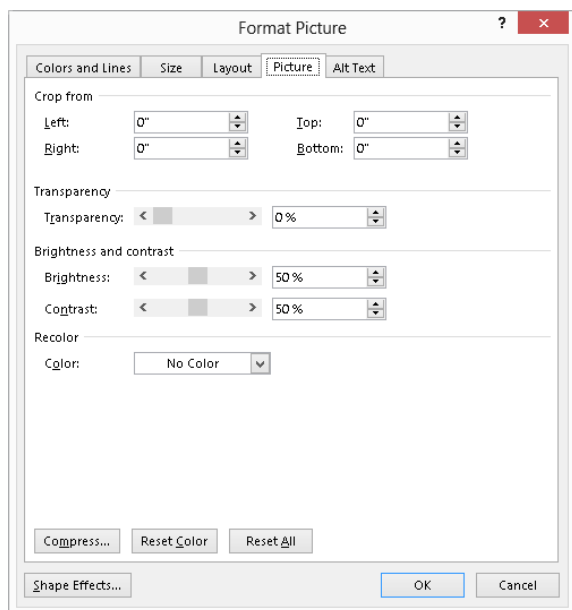 Format Picture ?
Colors and Lines Size Layout Picture Alt Text
Crop from
Left: 0" Top: 0"
Right: 0" Bottom: 0"
Transparency
Transparency: 0 %
Brightness and contrast
Brightness: 50 %
Contrast: 50 %
Recolor
Color: No Color
Compress... Reset Color Reset All
Shape Effects... OK Cancel